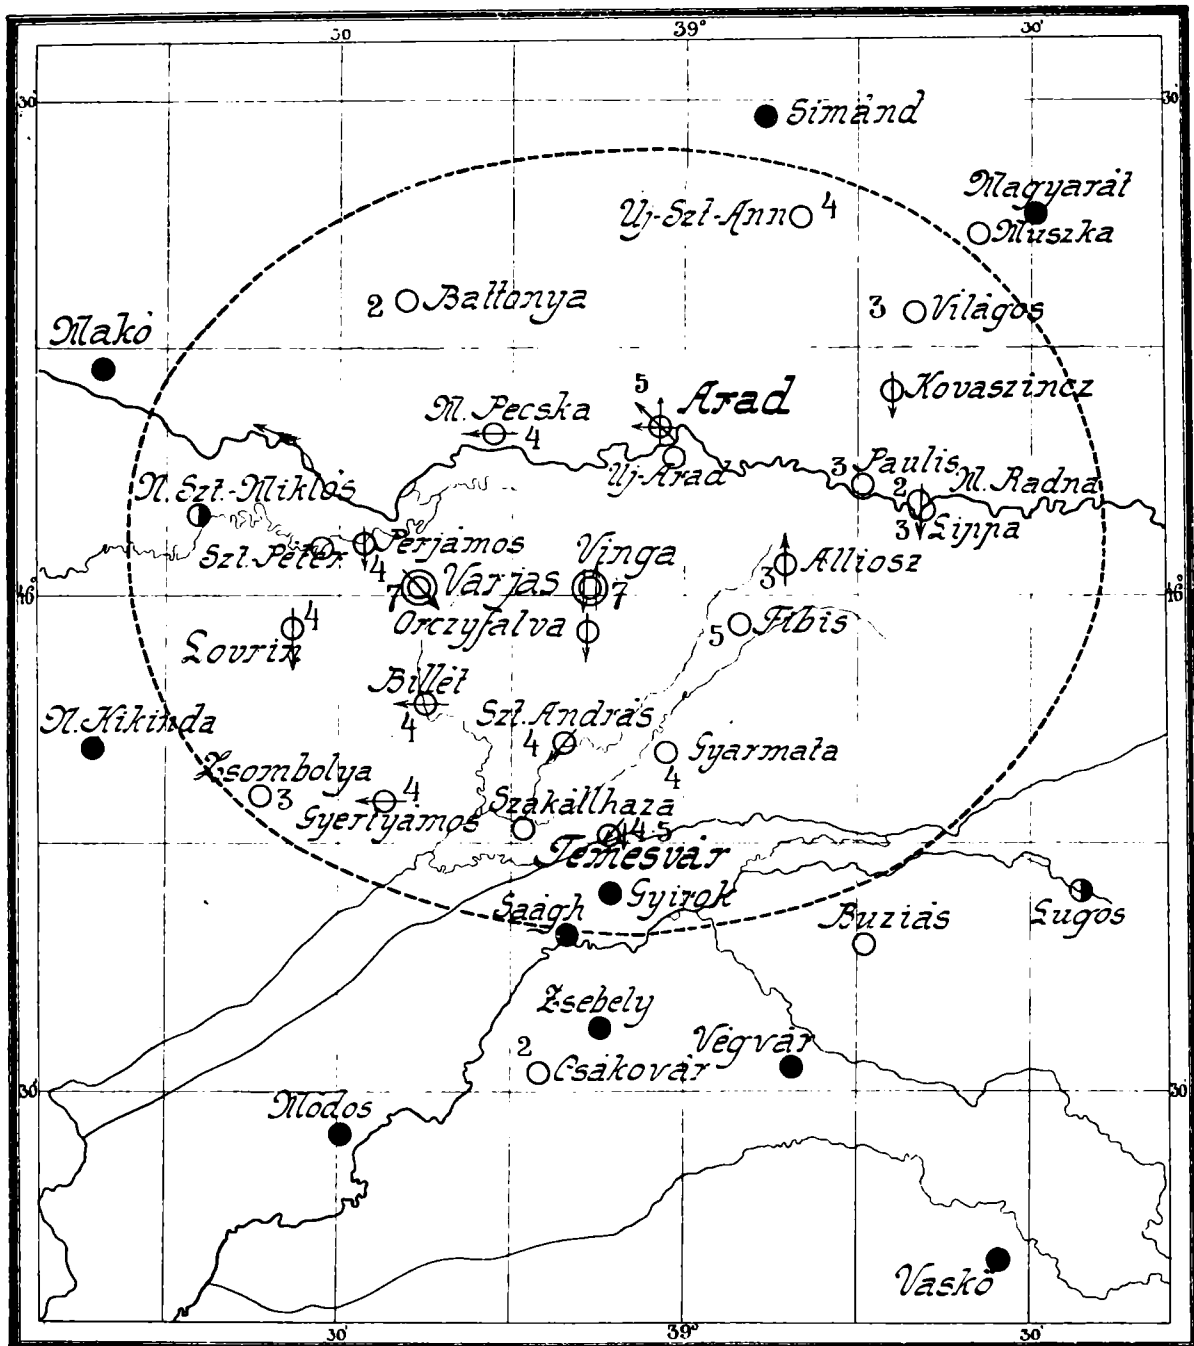 30' 39° 30'
30' 30'
Simánd
Magyarát
Uj-Szt-Ann 4
Muszka
2 Battonya
3 Világos
Makó
Kovaszincz
5 Arad
M. Pecska
4
Uj-Arad
3 Paulis
2 M. Radna
3 Lippa
N. Szt.-Miklós
Szt. Péter
Perjámos
4
Vinga
7
Varjas
7
Alliosz
3
46° 46°
Orczyfalva
5 Fibis
4
Lovrin
Billét
4
Szt. András
4
Gyarmata
4
N. Kikinda
Zsombolya
3
4
Gyertyámos
Szakállháza
4 4-5
Temesvár
Gyirok
Saágh
Buziás
Lugos
Zsebely
2 Csákovár
Végvár
30' 30'
Módos
Vaskő
30' 39° 30'